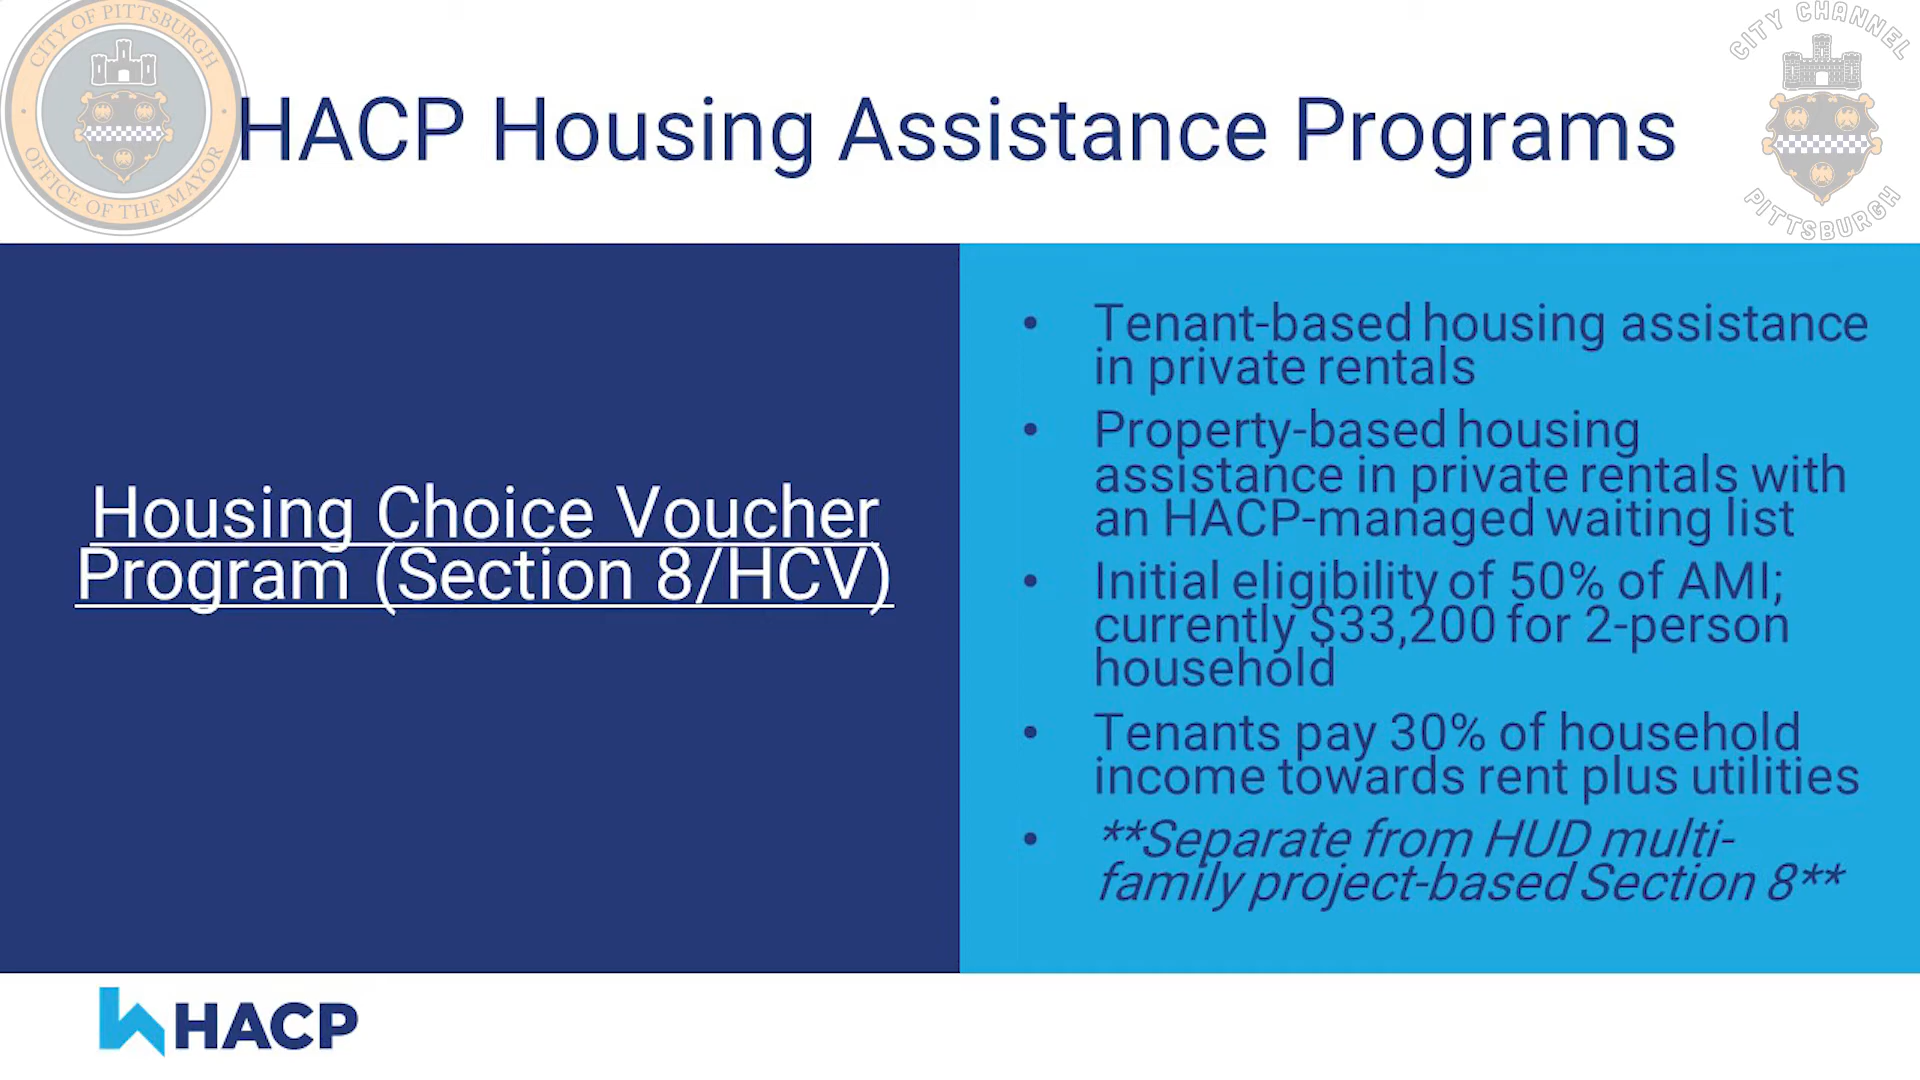 CITY OF PITTSBURGH
OFFICE OF THE MAYOR
CITY CHANNEL
PITTSBURGH
HACP Housing Assistance Programs
Housing Choice Voucher
Program (Section 8/HCV)
• Tenant-based housing assistance
in private rentals
• Property-based housing
assistance in private rentals with
an HACP-managed waiting list
• Initial eligibility of 50% of AMI;
currently $33,200 for 2-person
household
• Tenants pay 30% of household
income towards rent plus utilities
• **Separate from HUD multi-
family project-based Section 8**
HACP